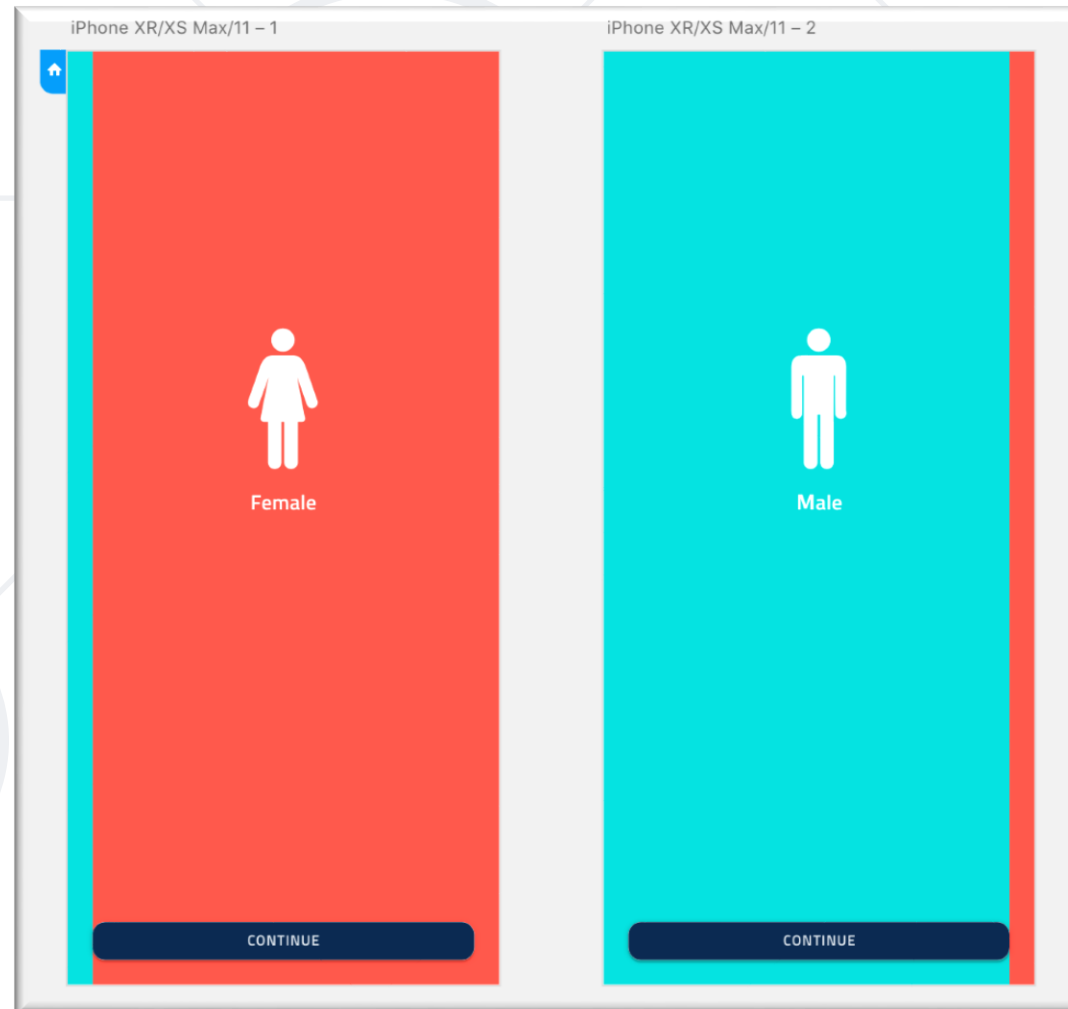 iPhone XR/XS Max/11 – 1
iPhone XR/XS Max/11 – 2
Female
Male
CONTINUE
CONTINUE